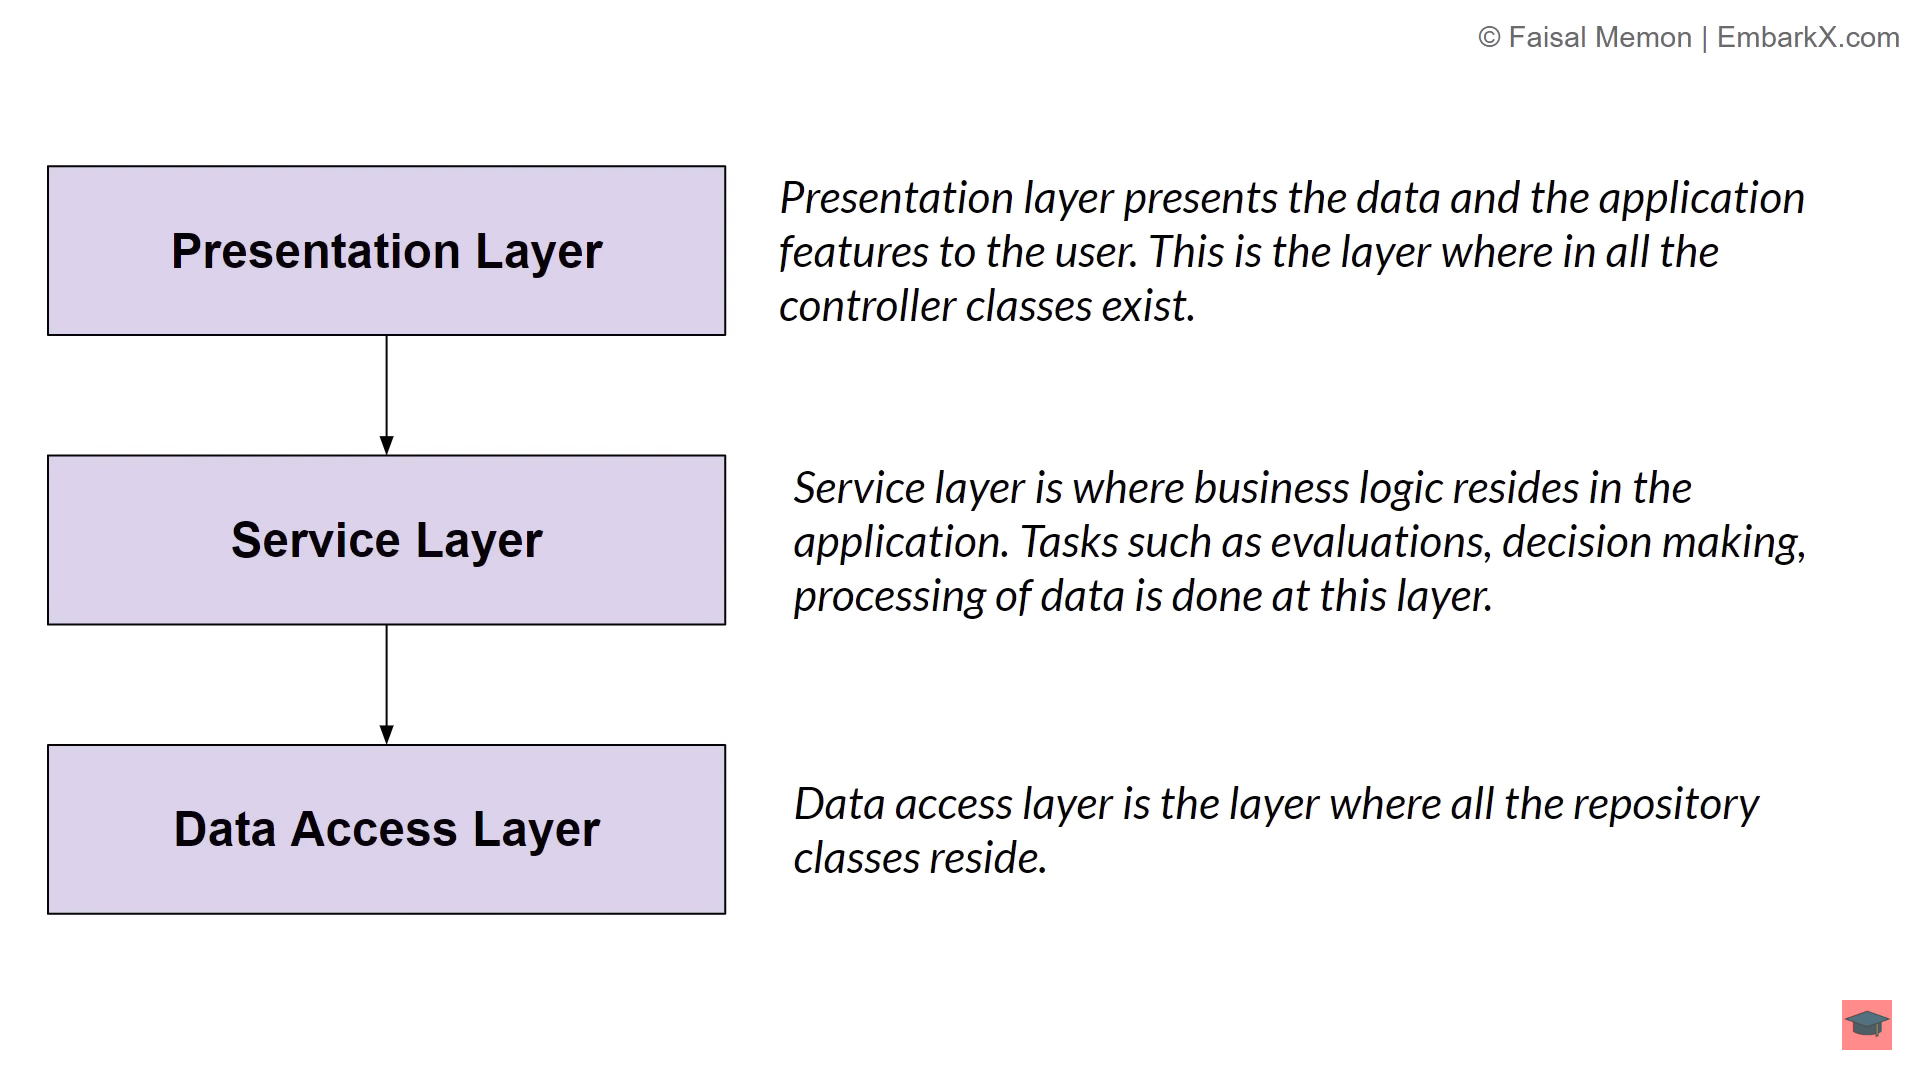 © Faisal Memon | EmbarkX.com
Presentation Layer
Presentation layer presents the data and the application
features to the user. This is the layer where in all the
controller classes exist.
Service Layer
Service layer is where business logic resides in the
application. Tasks such as evaluations, decision making,
processing of data is done at this layer.
Data Access Layer
Data access layer is the layer where all the repository
classes reside.